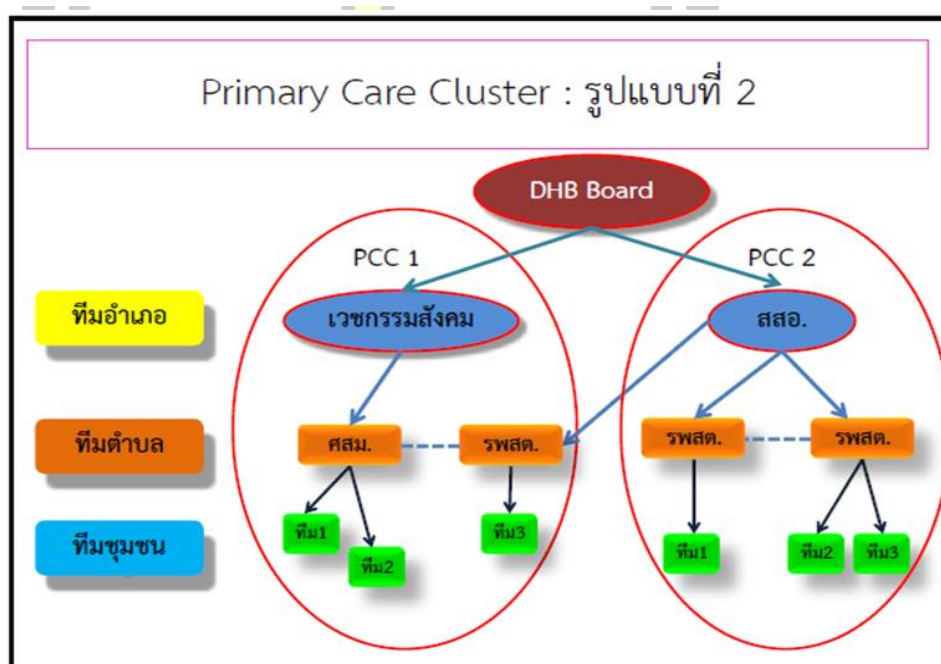 Primary Care Cluster : รูปแบบที่ 2
DHB Board
PCC 1
PCC 2
ทีมอำเภอ
เวชกรรมสังคม
สสอ.
ทีมตำบล
ศสม.
รพสต.
รพสต.
รพสต.
ทีมชุมชน
ทีม1
ทีม2
ทีม3
ทีม1
ทีม2
ทีม3